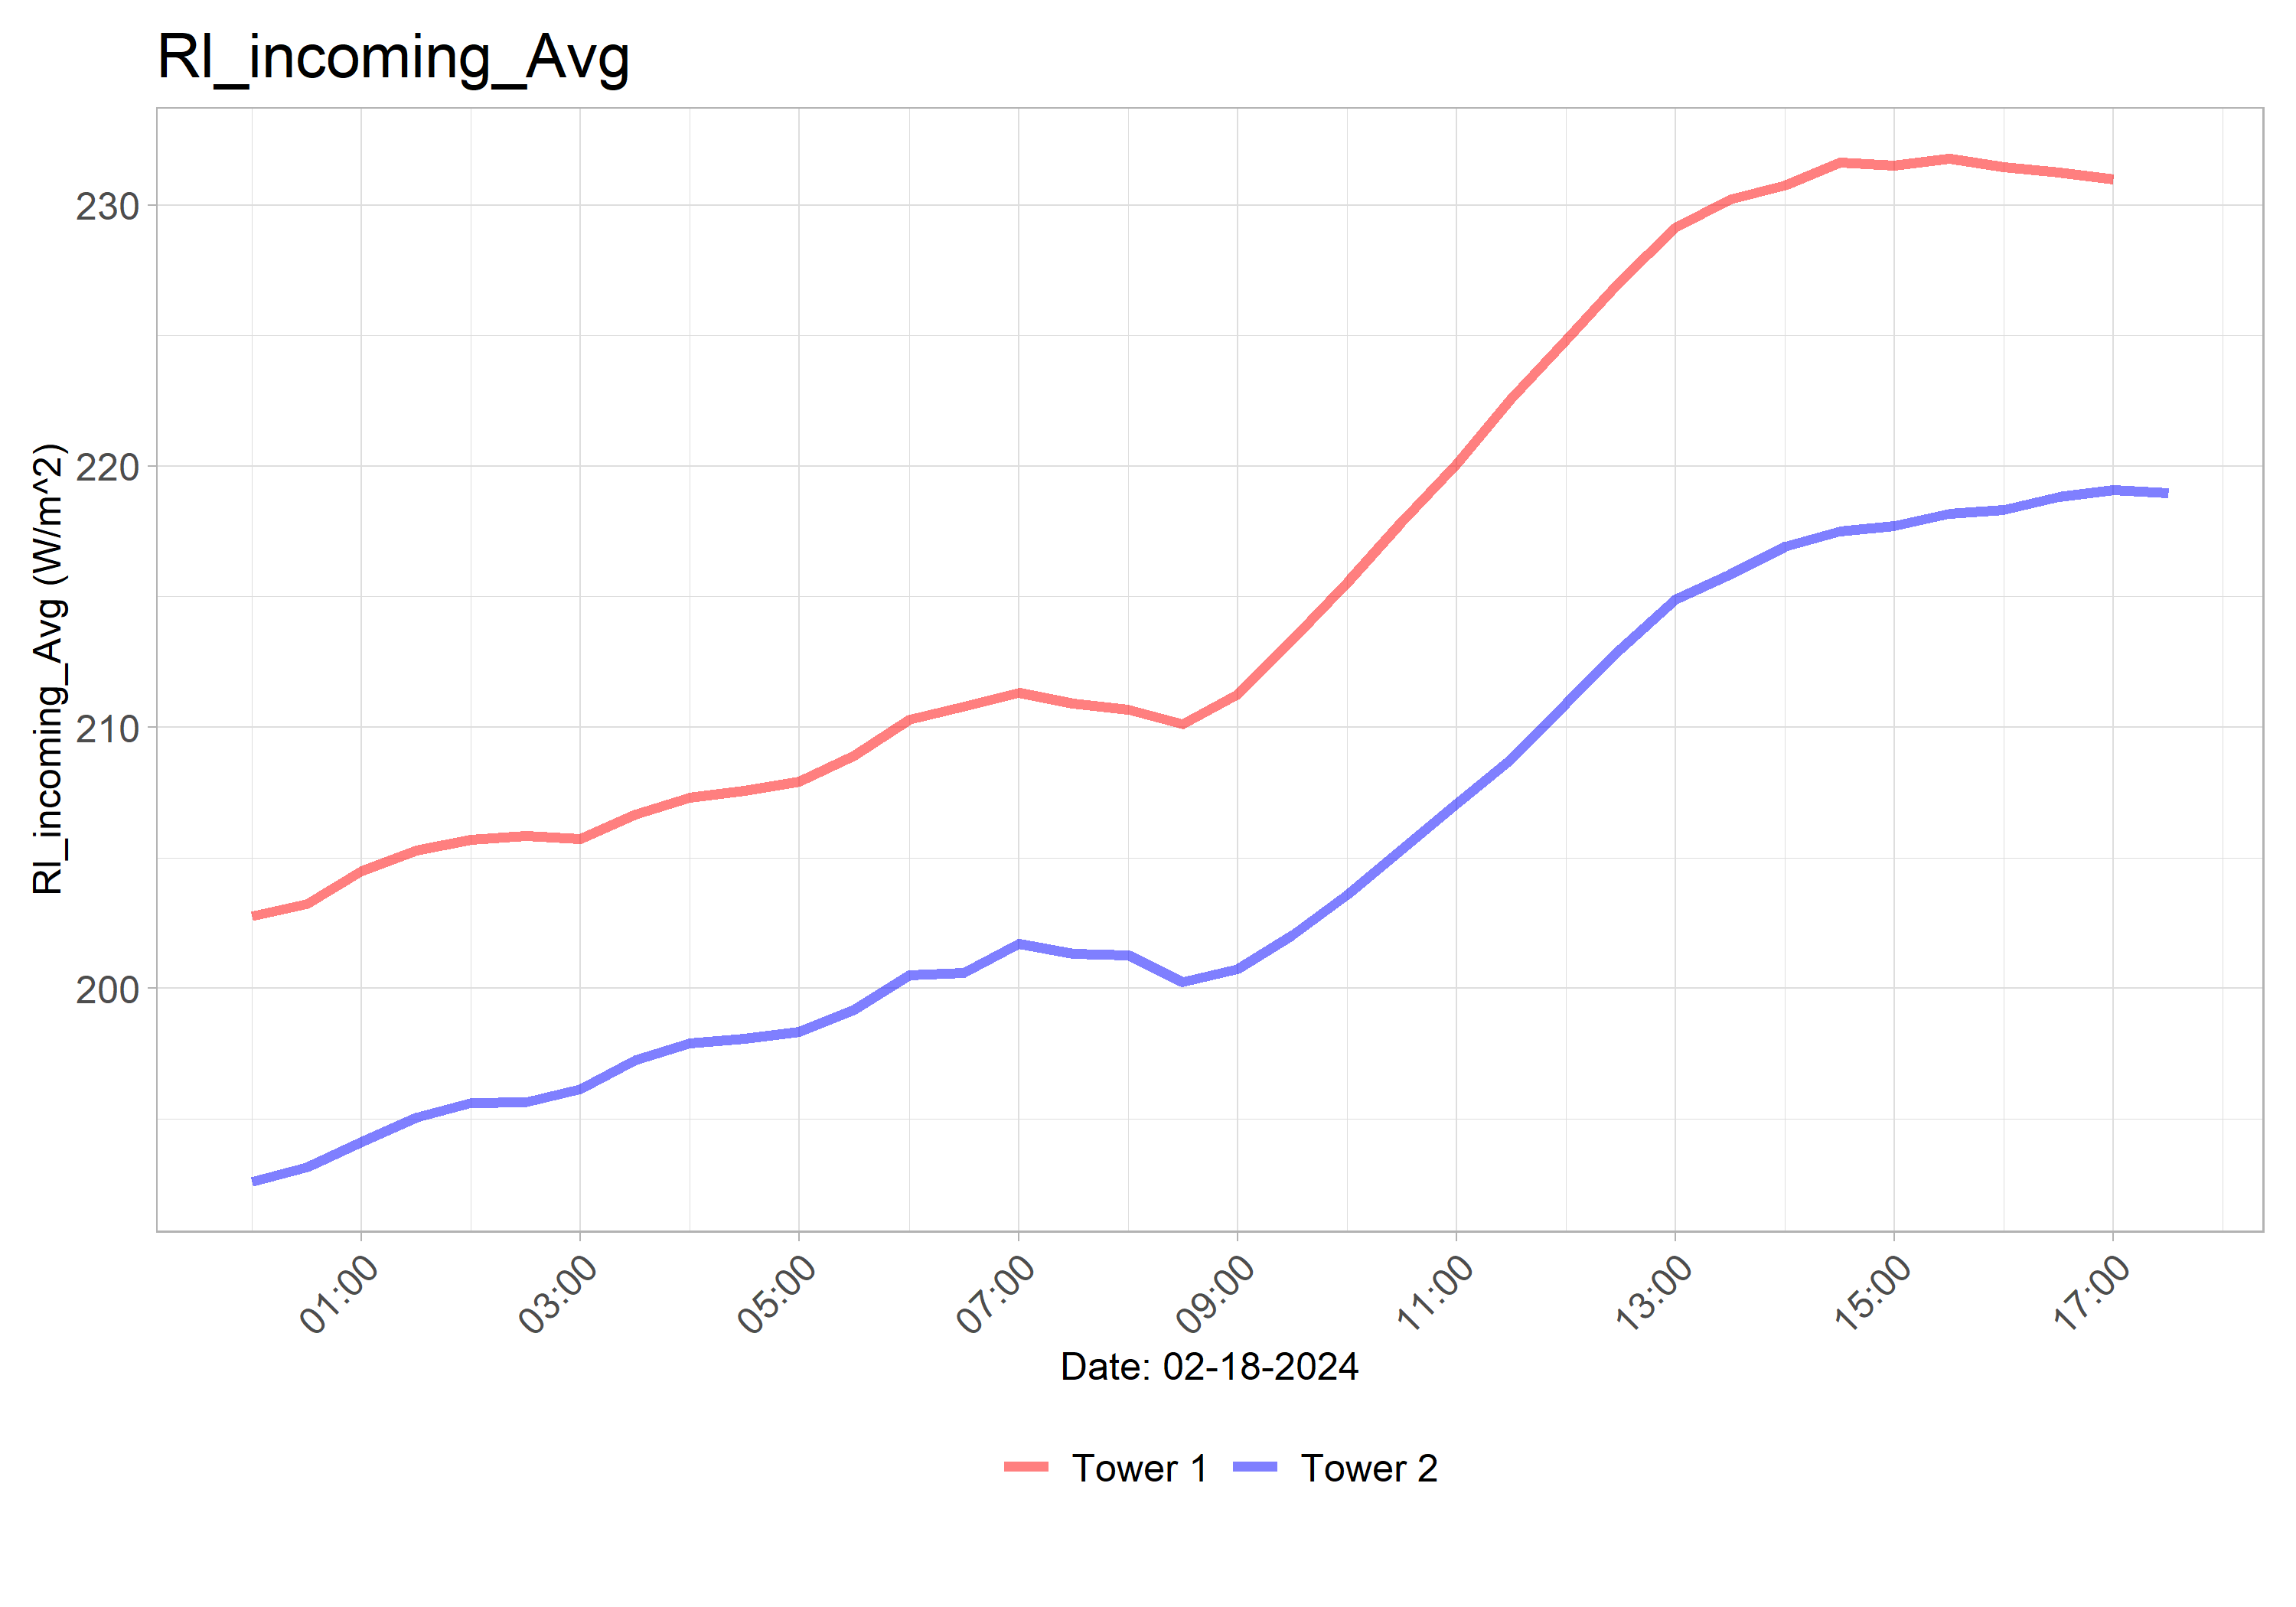 Rl_incoming_Avg
Rl_incoming_Avg (W/m^2)
230
220
210
200
01:00
03:00
05:00
07:00
09:00
11:00
13:00
15:00
17:00
Date: 02-18-2024
Tower 1
Tower 2